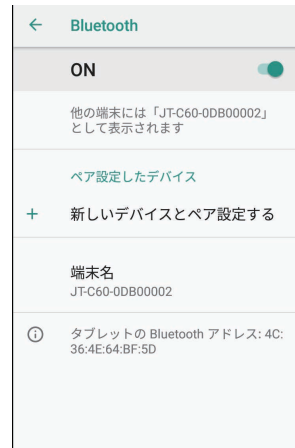 Bluetooth
ON
他の端末には「JT-C60-0DB00002」
として表示されます
ペア設定したデバイス
+ 新しいデバイスとペア設定する
端末名
JT-C60-0DB00002
タブレットの Bluetooth アドレス: 4C:
36:4E:64:BF:5D